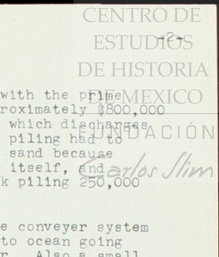 CENTRO DE
ESTUDIOS
-2-
DE HISTORIA
DE MEXICO
FUNDACIÓN
Carlos Slim
with the prime
roximately $800,000
which discharges
piling had to
sand because
itself, and
k piling 250,000
e conveyer system
to ocean going
r. Also a small